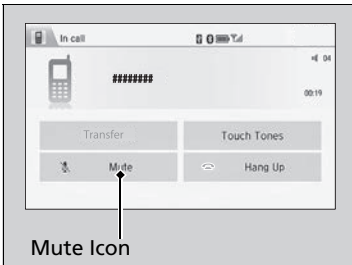 In call
04
########
00:19
Transfer
Touch Tones
Mute
Hang Up
Mute Icon